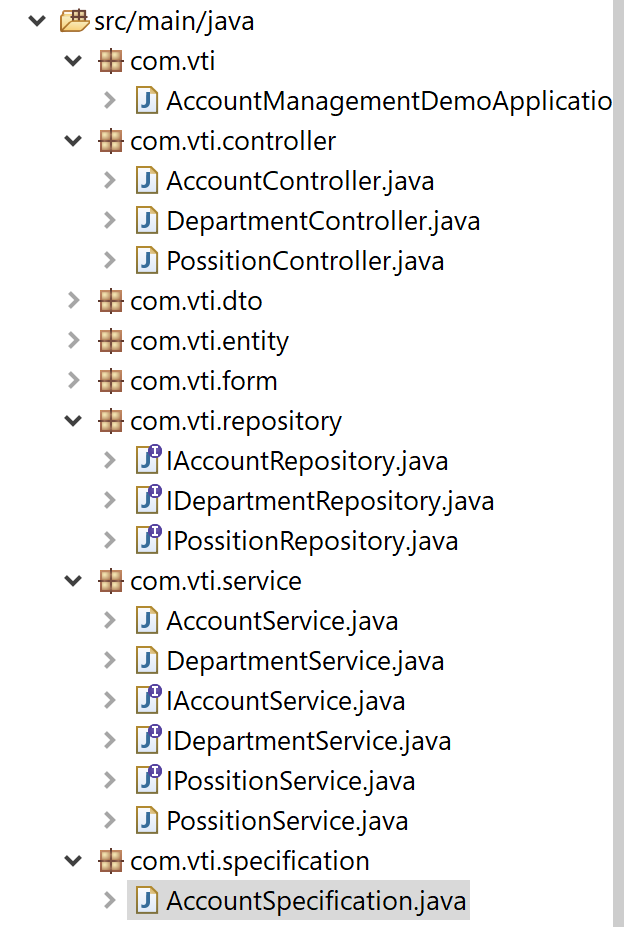 src/main/java
com.vti
AccountManagementDemoApplicatio
com.vti.controller
AccountController.java
DepartmentController.java
PossitionController.java
com.vti.dto
com.vti.entity
com.vti.form
com.vti.repository
IAccountRepository.java
IDepartmentRepository.java
IPossitionRepository.java
com.vti.service
AccountService.java
DepartmentService.java
IAccountService.java
IDepartmentService.java
IPossitionService.java
PossitionService.java
com.vti.specification
AccountSpecification.java